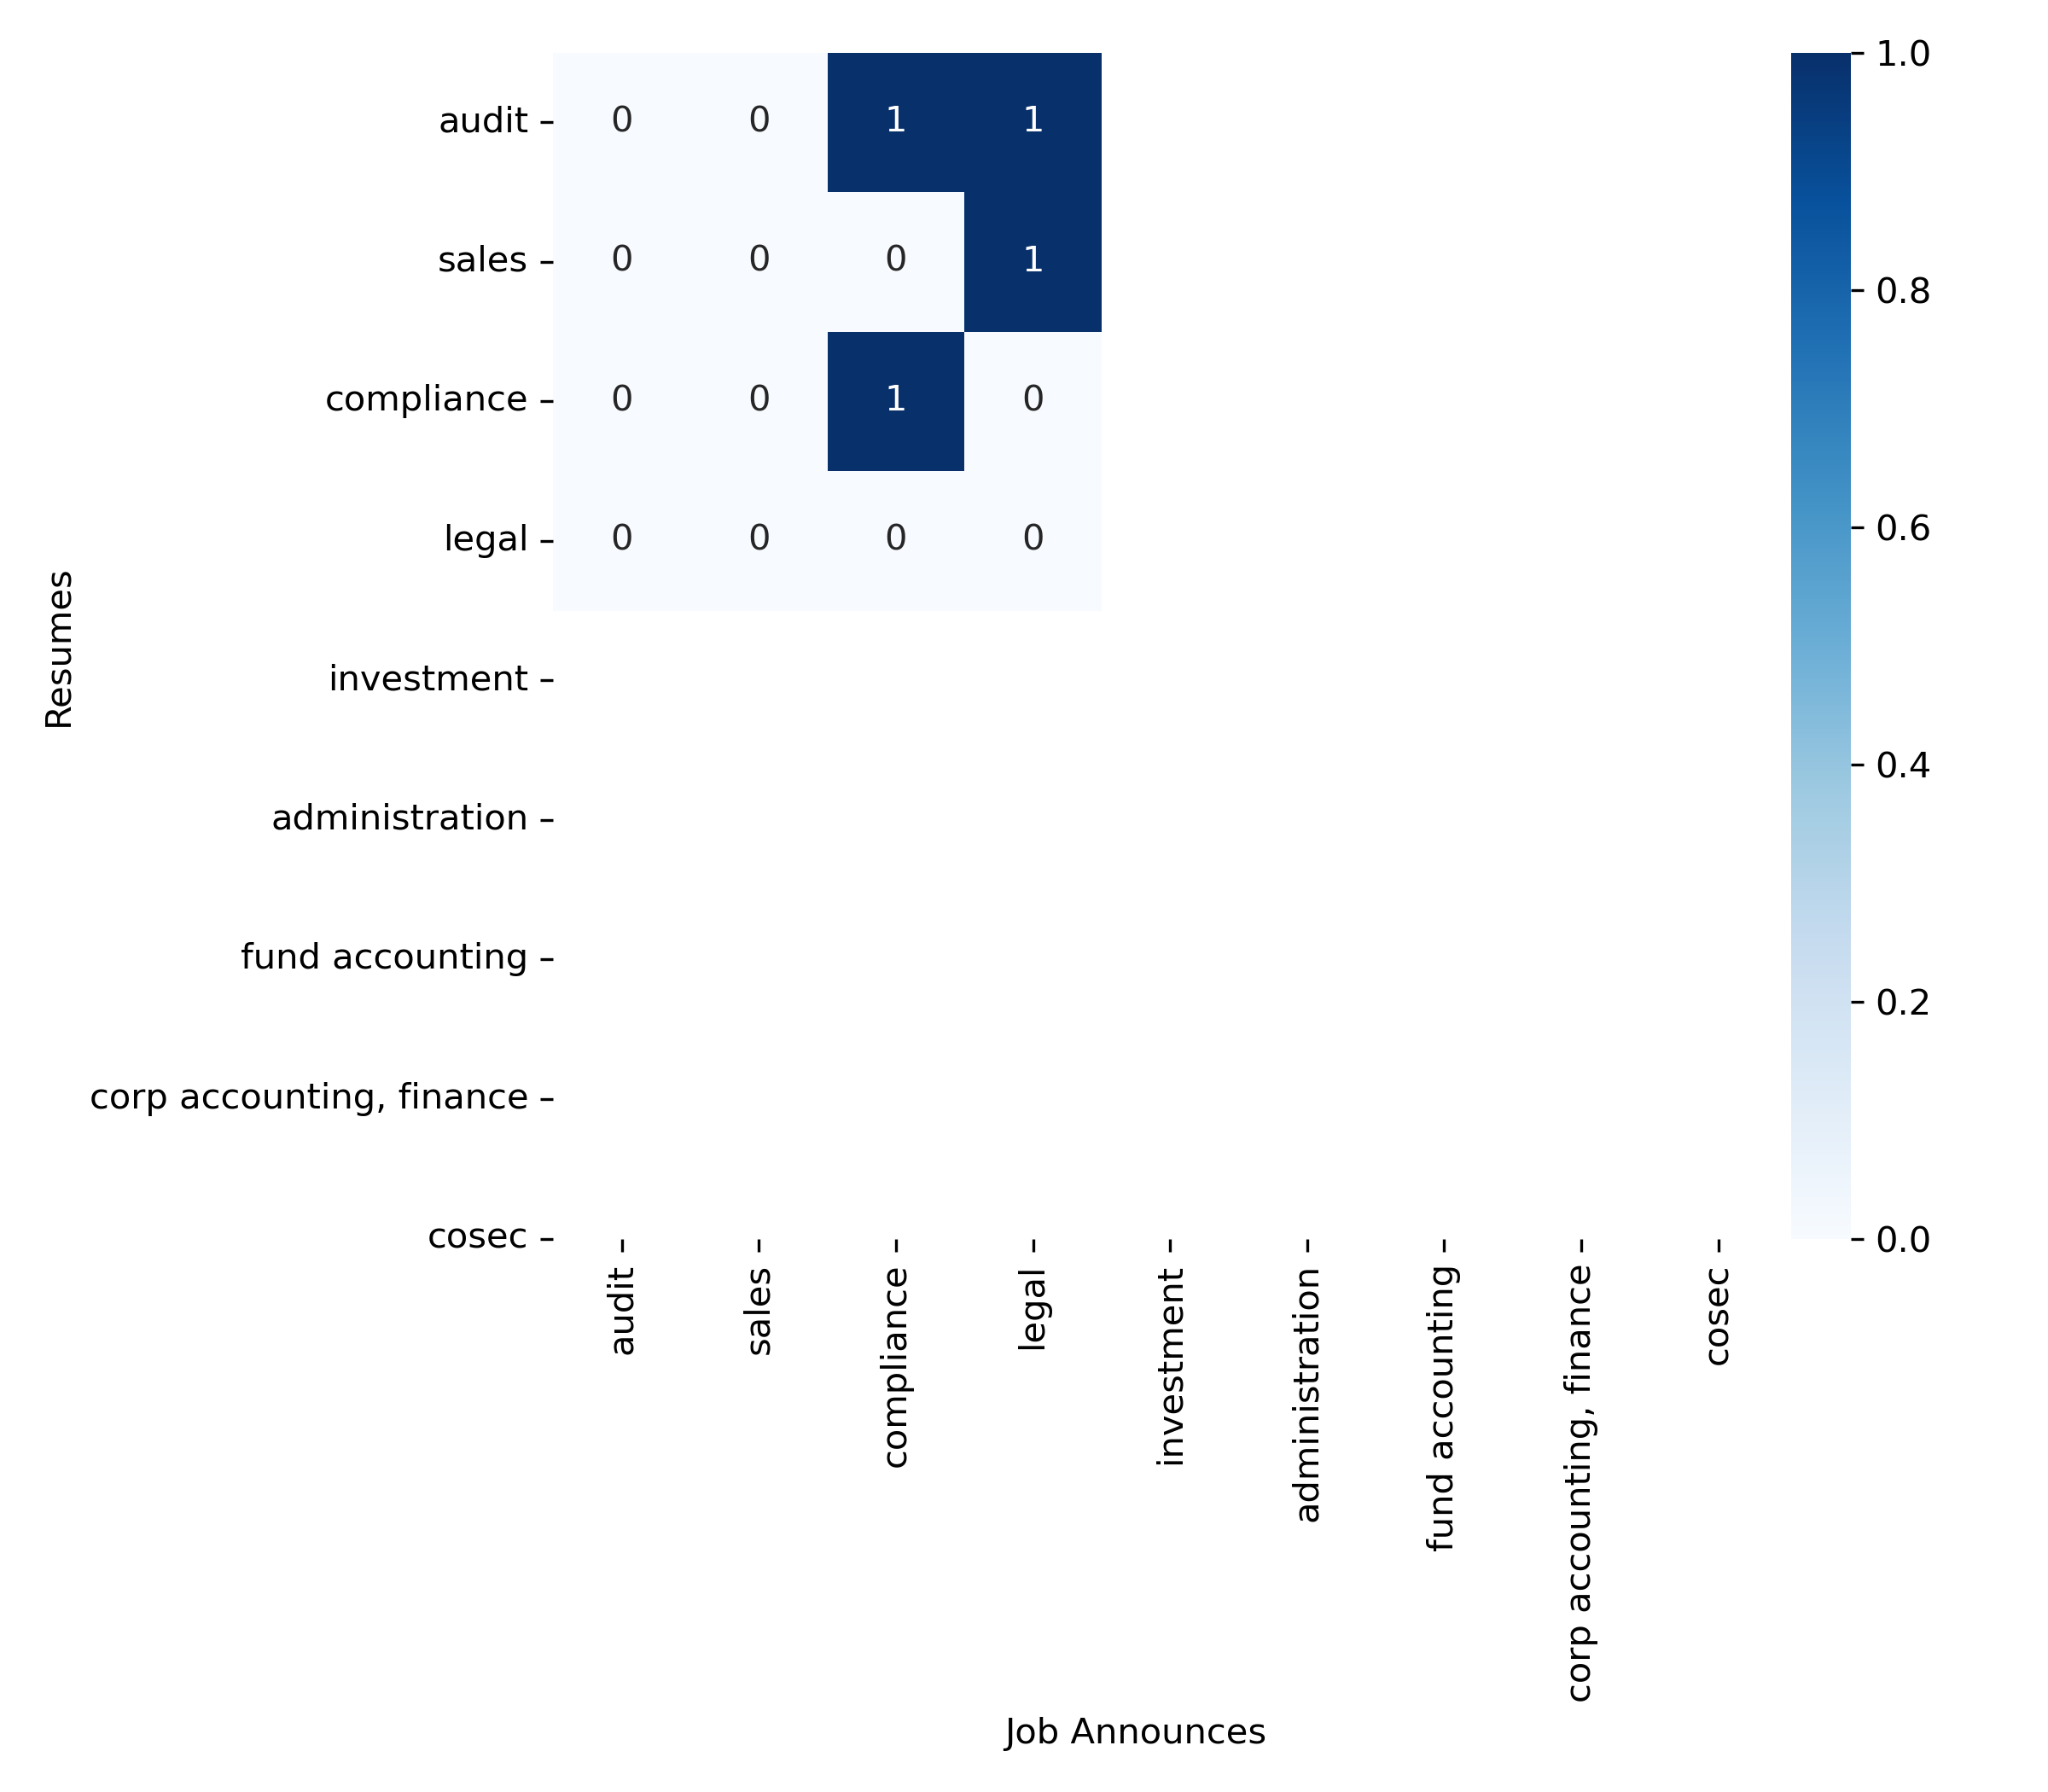 audit 0 0 1 1
sales 0 0 0 1
compliance 0 0 1 0
legal 0 0 0 0
investment
administration
fund accounting
corp accounting, finance
cosec
Resumes
audit
sales
compliance
legal
investment
administration
fund accounting
corp accounting, finance
cosec
Job Announces
1.0
0.8
0.6
0.4
0.2
0.0